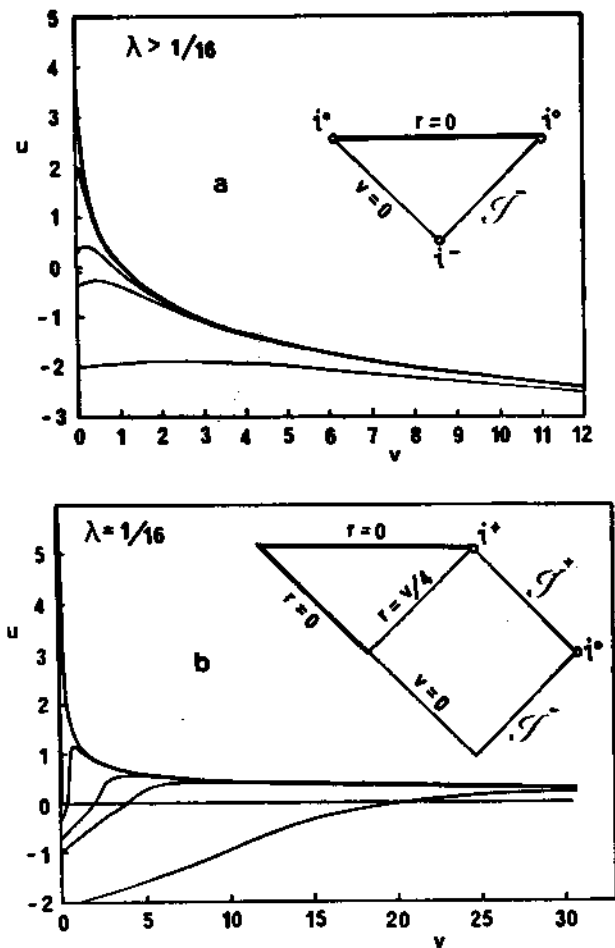 λ > 1/16
5
4
3
2
1
0
-1
-2
-3
u
a
i°
r = 0
i°
v = 0
𝒥⁻
i⁻
0 1 2 3 4 5 6 7 8 9 10 11 12
v
λ = 1/16
5
4
3
2
1
0
-1
-2
u
b
r = 0
i⁺
r = 0
r = v/4
𝒥⁺
i°
v = 0
𝒥⁻
0 5 10 15 20 25 30
v